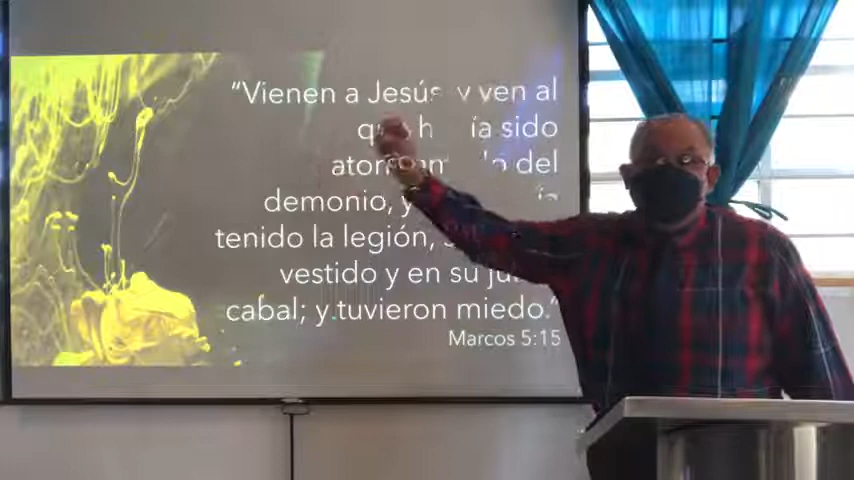 “Vienen a Jesús y ven al
sido
del
demonio, y
tenido la legión,
vestido y en su
cabal; y tuvieron miedo.”
Marcos 5:15